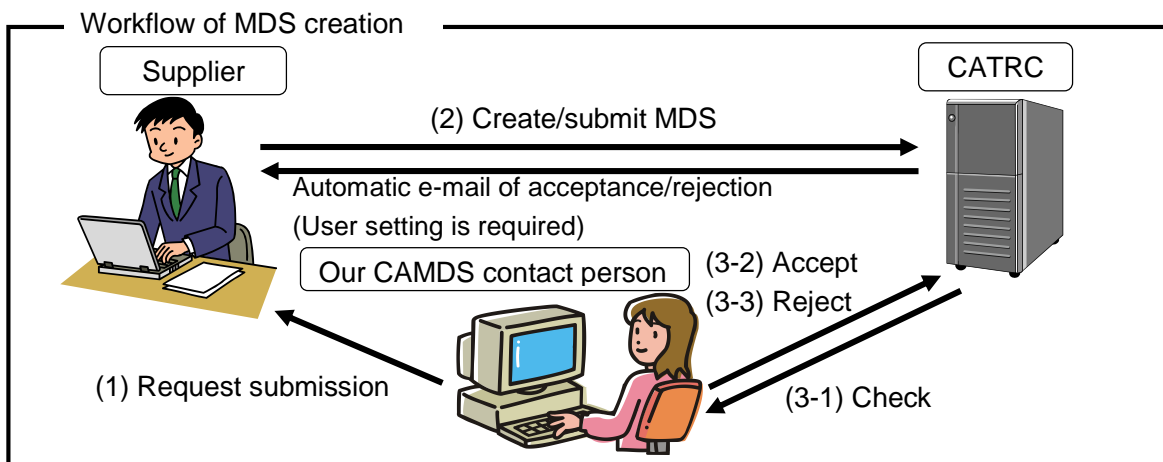 Workflow of MDS creation
Supplier
CATRC
(2) Create/submit MDS
Automatic e-mail of acceptance/rejection
(User setting is required)
Our CAMDS contact person
(3-2) Accept
(3-3) Reject
(1) Request submission
(3-1) Check